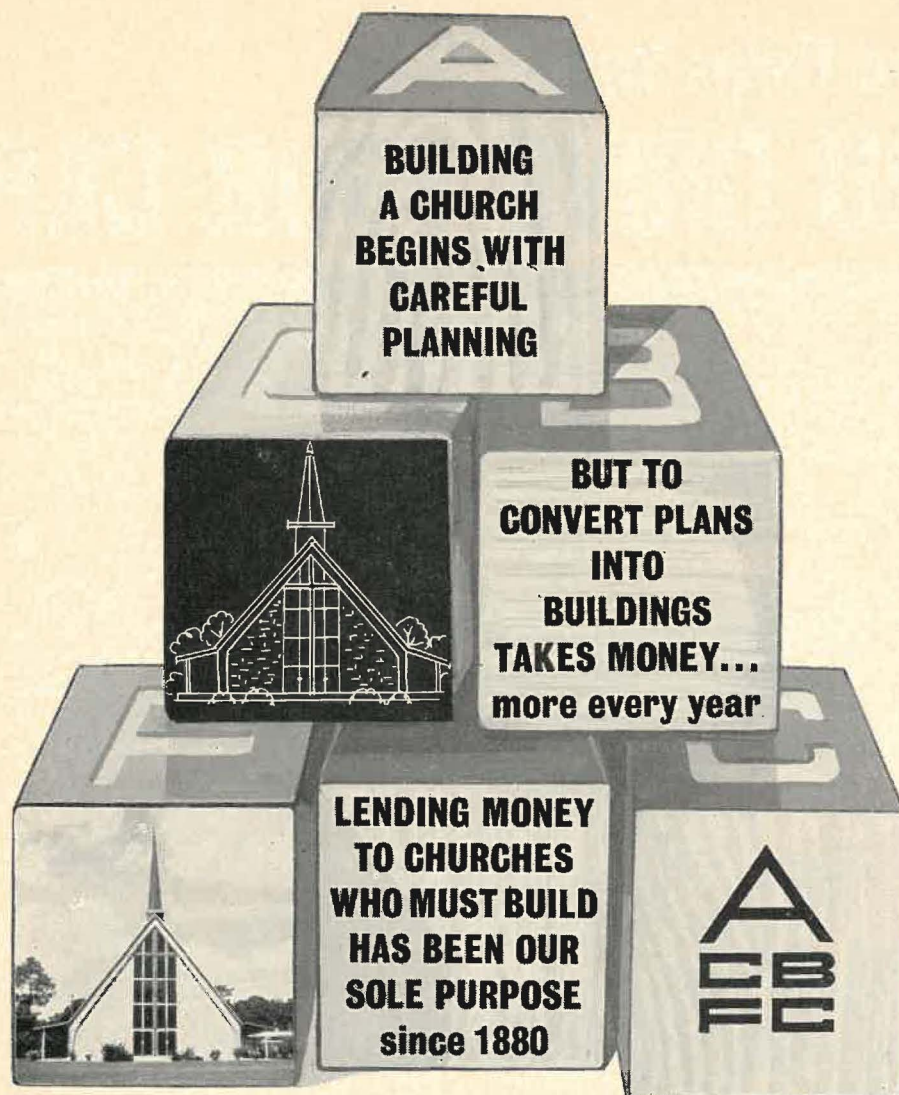 A
BUILDING
A CHURCH
BEGINS WITH
CAREFUL
PLANNING
C
B
BUT TO
CONVERT PLANS
INTO
BUILDINGS
TAKES MONEY...
more every year
F
C
LENDING MONEY
TO CHURCHES
WHO MUST BUILD
HAS BEEN OUR
SOLE PURPOSE
since 1880
A
CB
FC